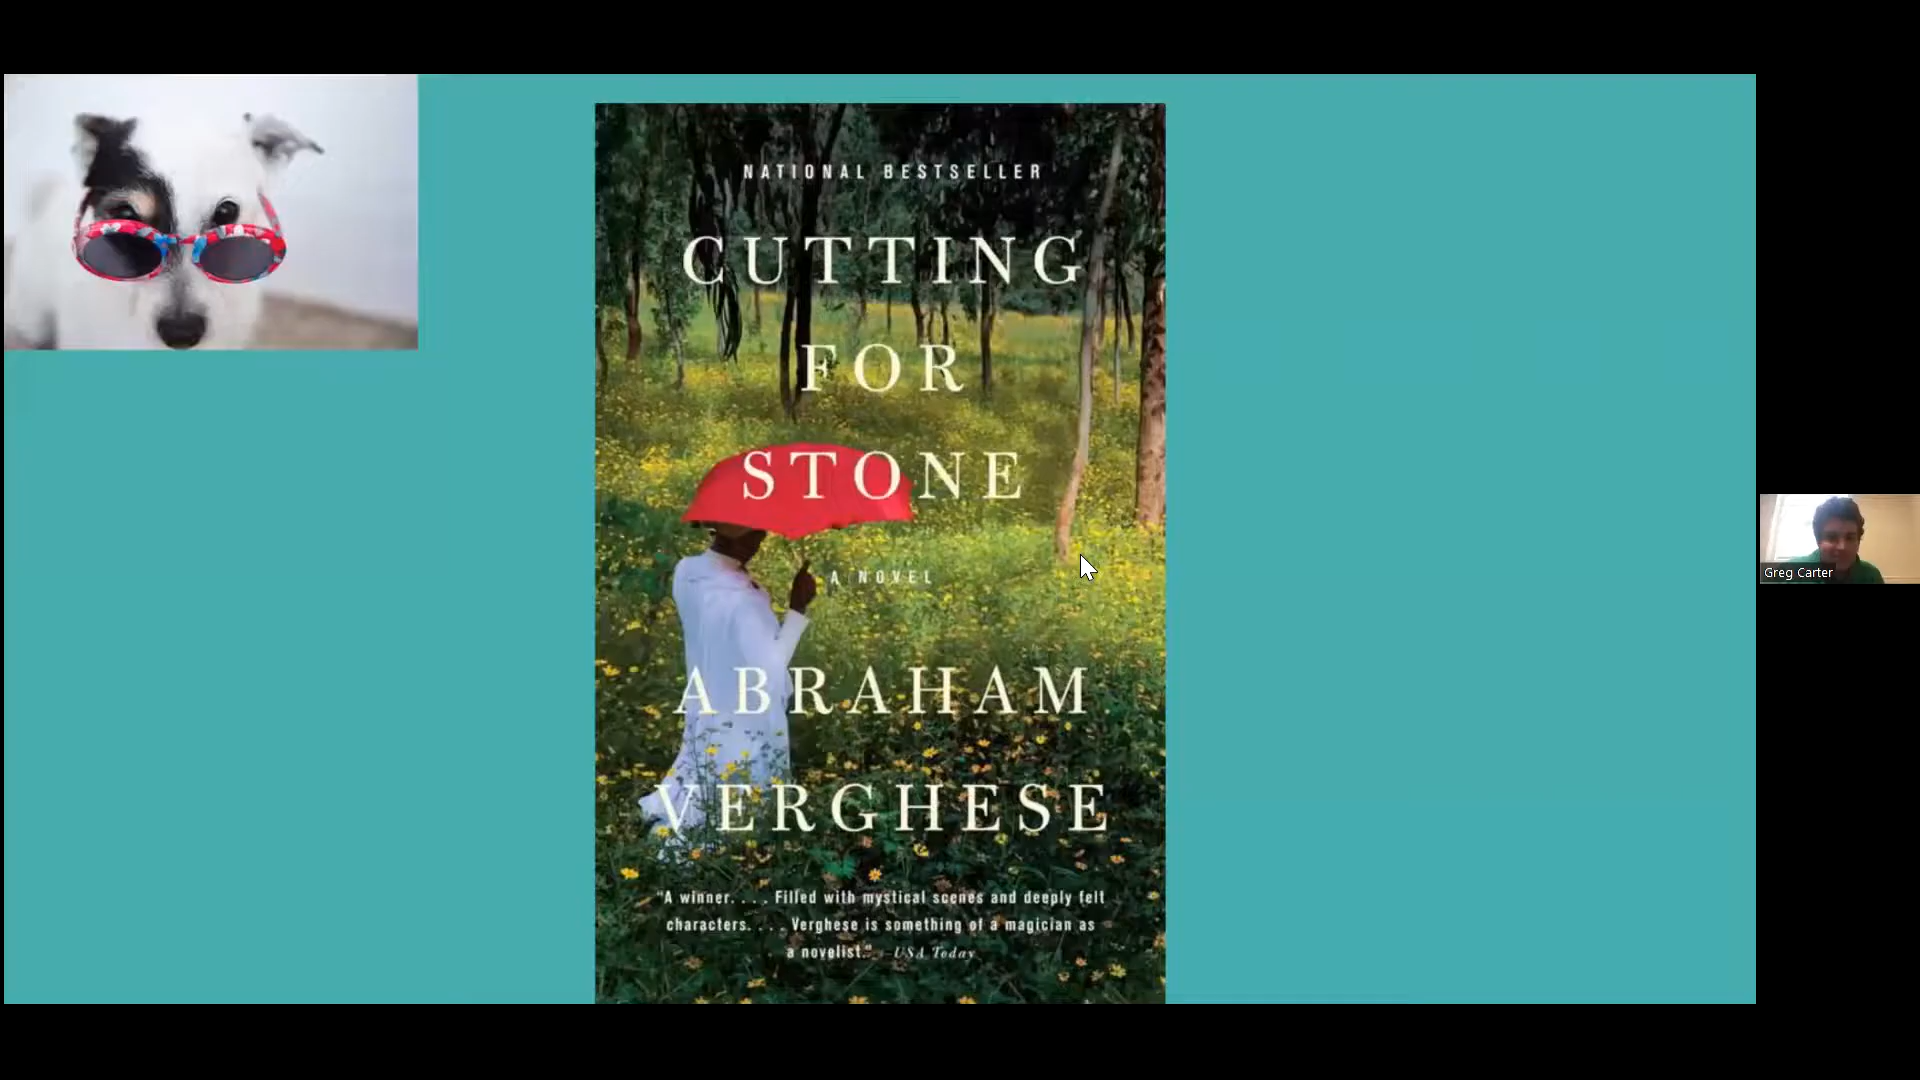 NATIONAL BESTSELLER
CUTTING
FOR
STONE
A NOVEL
ABRAHAM
VERGHESE
"A winner. . . . Filled with mystical scenes and deeply felt
characters. . . . Verghese is something of a magician as
a novelist." —USA Today
Greg Carter